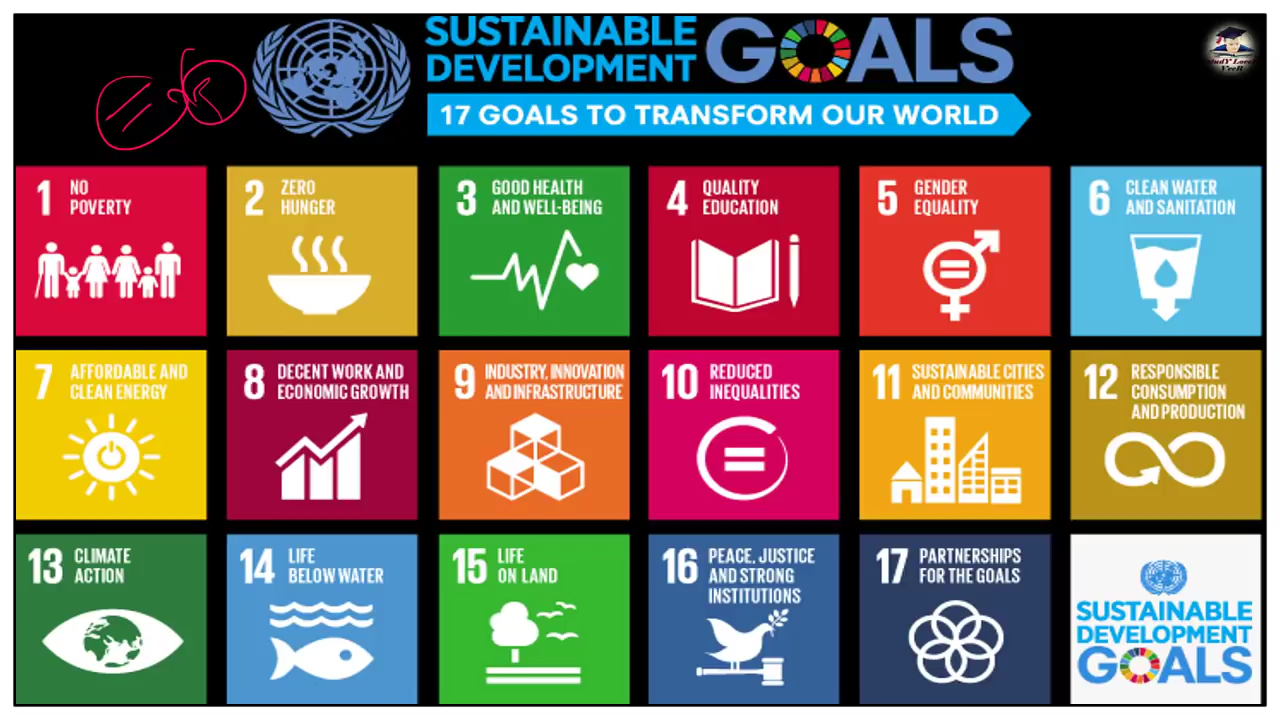 SUSTAINABLE
DEVELOPMENT
GOALS
17 GOALS TO TRANSFORM OUR WORLD
1 NO
POVERTY
2 ZERO
HUNGER
3 GOOD HEALTH
AND WELL-BEING
4 QUALITY
EDUCATION
5 GENDER
EQUALITY
6 CLEAN WATER
AND SANITATION
7 AFFORDABLE AND
CLEAN ENERGY
8 DECENT WORK AND
ECONOMIC GROWTH
9 INDUSTRY, INNOVATION
AND INFRASTRUCTURE
10 REDUCED
INEQUALITIES
11 SUSTAINABLE CITIES
AND COMMUNITIES
12 RESPONSIBLE
CONSUMPTION
AND PRODUCTION
13 CLIMATE
ACTION
14 LIFE
BELOW WATER
15 LIFE
ON LAND
16 PEACE, JUSTICE
AND STRONG
INSTITUTIONS
17 PARTNERSHIPS
FOR THE GOALS
SUSTAINABLE
DEVELOPMENT
GOALS